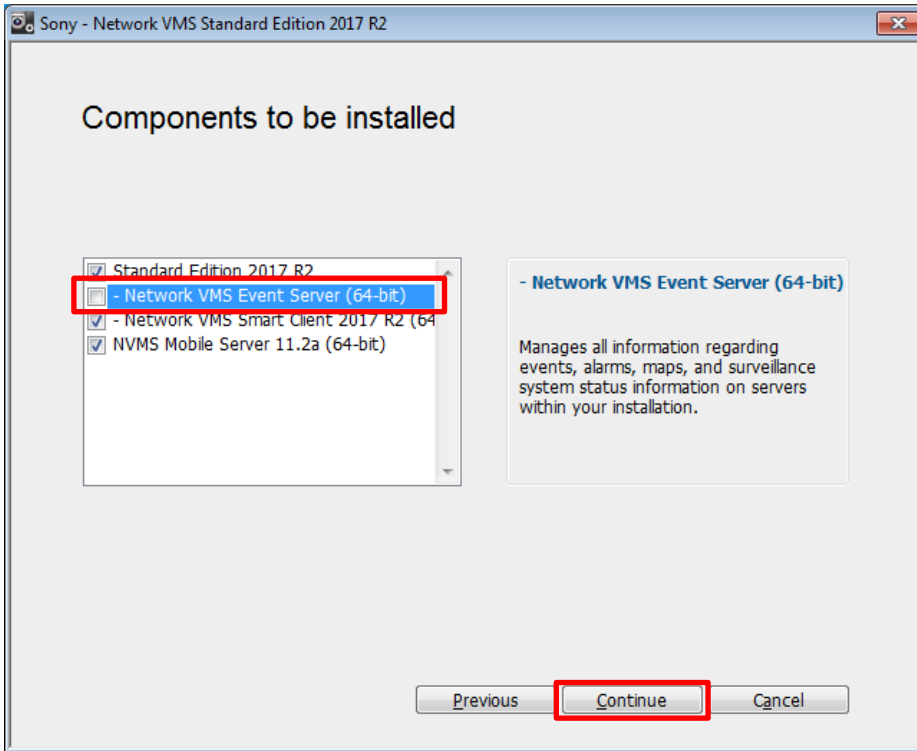 Sony - Network VMS Standard Edition 2017 R2
Components to be installed
Standard Edition 2017 R2
- Network VMS Event Server (64-bit)
- Network VMS Smart Client 2017 R2 (64
NVMS Mobile Server 11.2a (64-bit)
- Network VMS Event Server (64-bit)
Manages all information regarding
events, alarms, maps, and surveillance
system status information on servers
within your installation.
Previous
Continue
Cancel